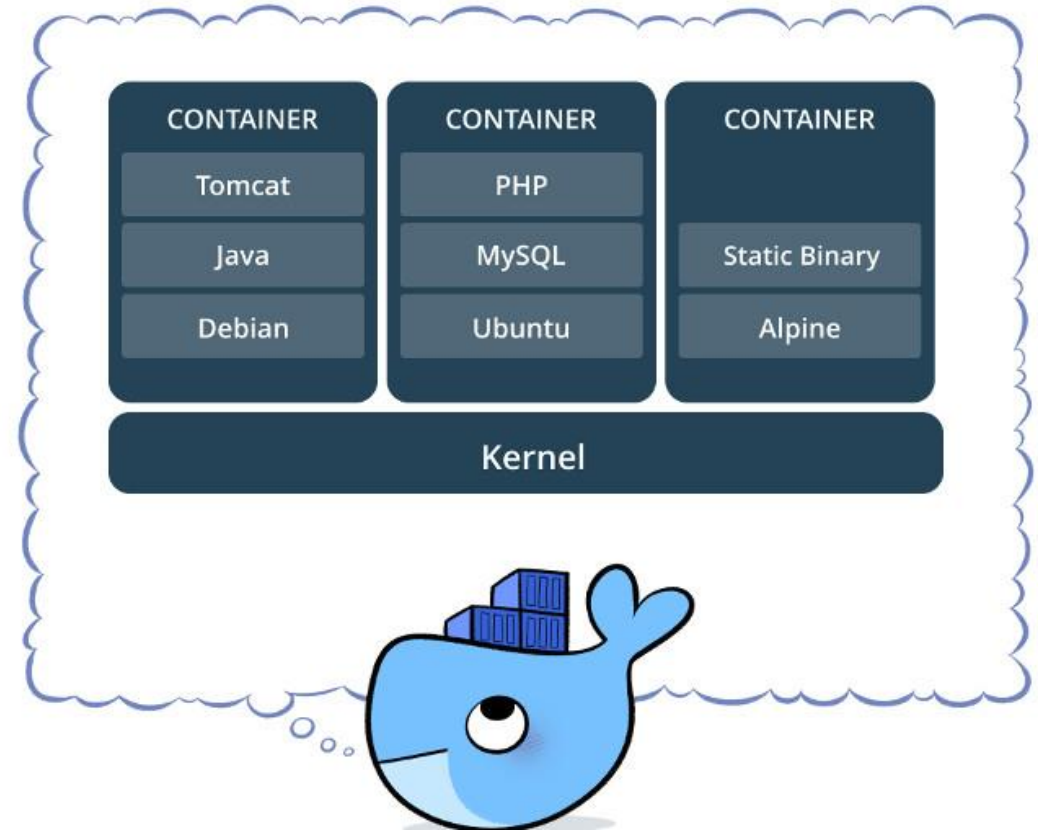 CONTAINER
Tomcat
Java
Debian
CONTAINER
PHP
MySQL
Ubuntu
CONTAINER
Static Binary
Alpine
Kernel